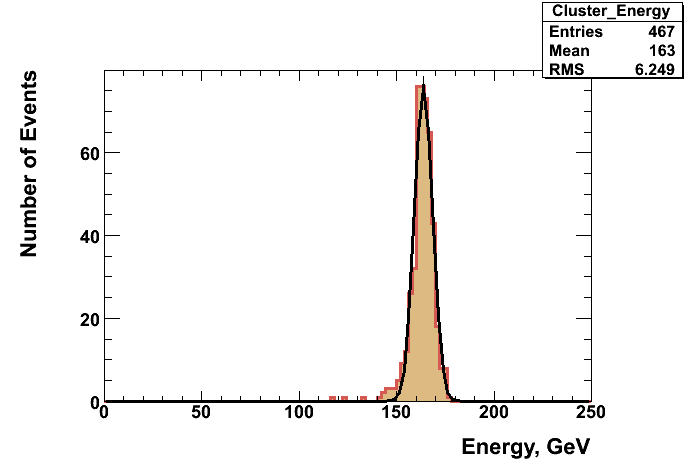 Cluster_Energy
Entries 467
Mean 163
RMS 6.249
Number of Events
60
40
20
0
0 50 100 150 200 250
Energy, GeV